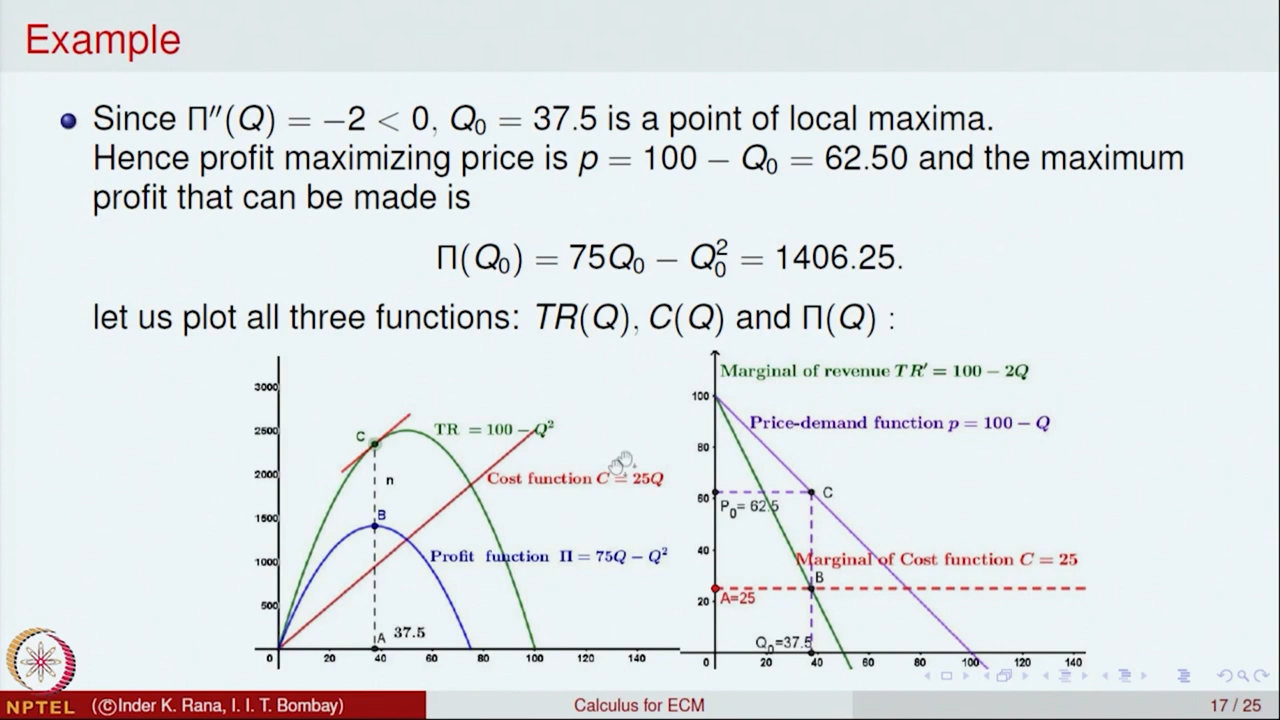 Example
Since Π″(Q) = −2 < 0, Q₀ = 37.5 is a point of local maxima.
Hence profit maximizing price is p = 100 − Q₀ = 62.50 and the maximum
profit that can be made is
Π(Q₀) = 75Q₀ − Q₀² = 1406.25.
let us plot all three functions: TR(Q), C(Q) and Π(Q) :
3000
2500
2000
1500
1000
500
0 20 40 60 80 100 120 140
C
TR = 100 − Q²
n
Cost function C = 25Q
B
Profit function Π = 75Q − Q²
A 37.5
Marginal of revenue TR′ = 100 − 2Q
100
Price-demand function p = 100 − Q
80
60
C
P₀= 62.5
40
Marginal of Cost function C = 25
B
20
A=25
Q₀=37.5
0 20 40 60 80 100 120 140
NPTEL
(©Inder K. Rana, I. I. T. Bombay)
Calculus for ECM
17 / 25